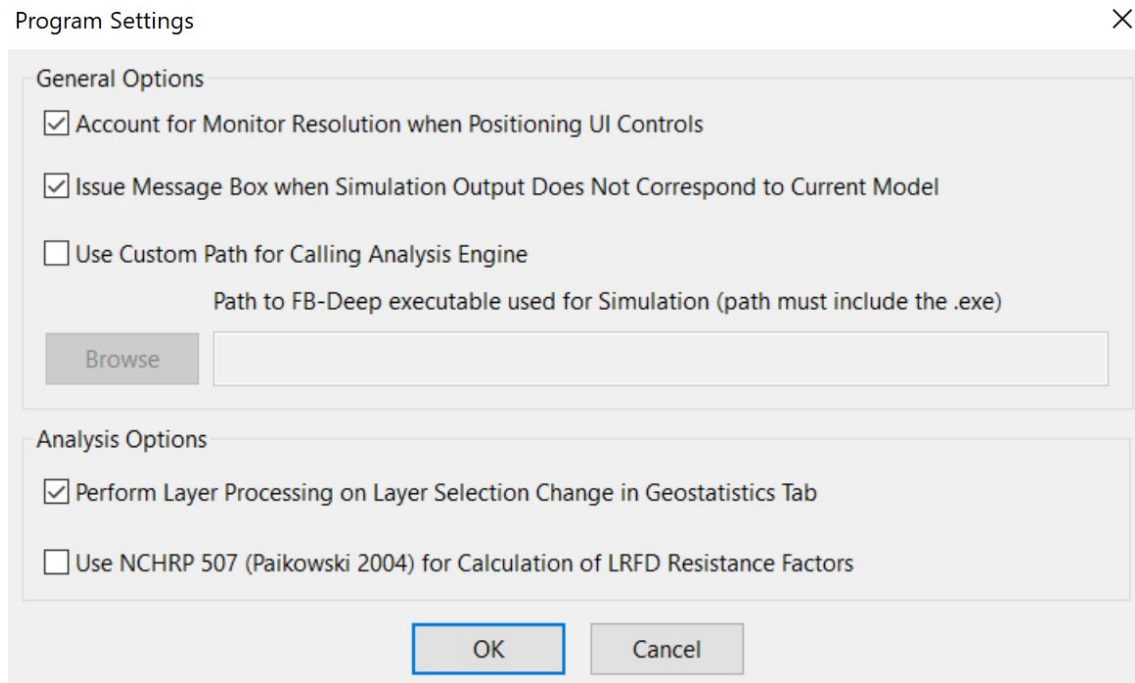 Program Settings
General Options
Account for Monitor Resolution when Positioning UI Controls
Issue Message Box when Simulation Output Does Not Correspond to Current Model
Use Custom Path for Calling Analysis Engine
Path to FB-Deep executable used for Simulation (path must include the .exe)
Browse
Analysis Options
Perform Layer Processing on Layer Selection Change in Geostatistics Tab
Use NCHRP 507 (Paikowski 2004) for Calculation of LRFD Resistance Factors
OK Cancel